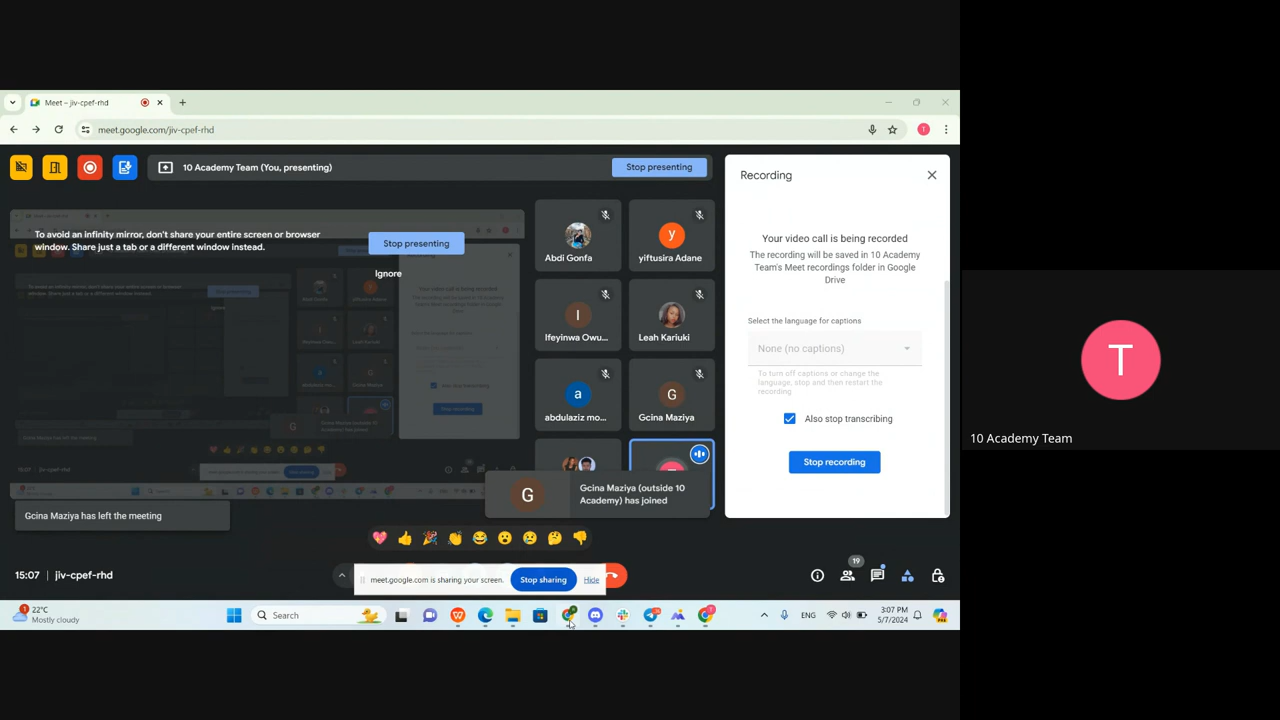 Meet – jiv-cpef-rhd
meet.google.com/jiv-cpef-rhd
T
10 Academy Team (You, presenting)
Stop presenting
To avoid an infinity mirror, don't share your entire screen or browser
window. Share just a tab or a different window instead.
Stop presenting
Ignore
Abdi Gonfa
y
yiftusira Adane
I
Ifeyinwa Owu...
Leah Kariuki
a
abdulaziz mo...
G
Gcina Maziya
G
Gcina Maziya (outside 10
Academy) has joined
Gcina Maziya has left the meeting
Recording
Your video call is being recorded
The recording will be saved in 10 Academy
Team's Meet recordings folder in Google
Drive
Select the language for captions
None (no captions)
To turn off captions or change the
language, stop and then restart the
recording
Also stop transcribing
Stop recording
15:07 | jiv-cpef-rhd
meet.google.com is sharing your screen.
Stop sharing
Hide
19
1
22°C
Mostly cloudy
Search
ENG
3:07 PM
5/7/2024
T
10 Academy Team